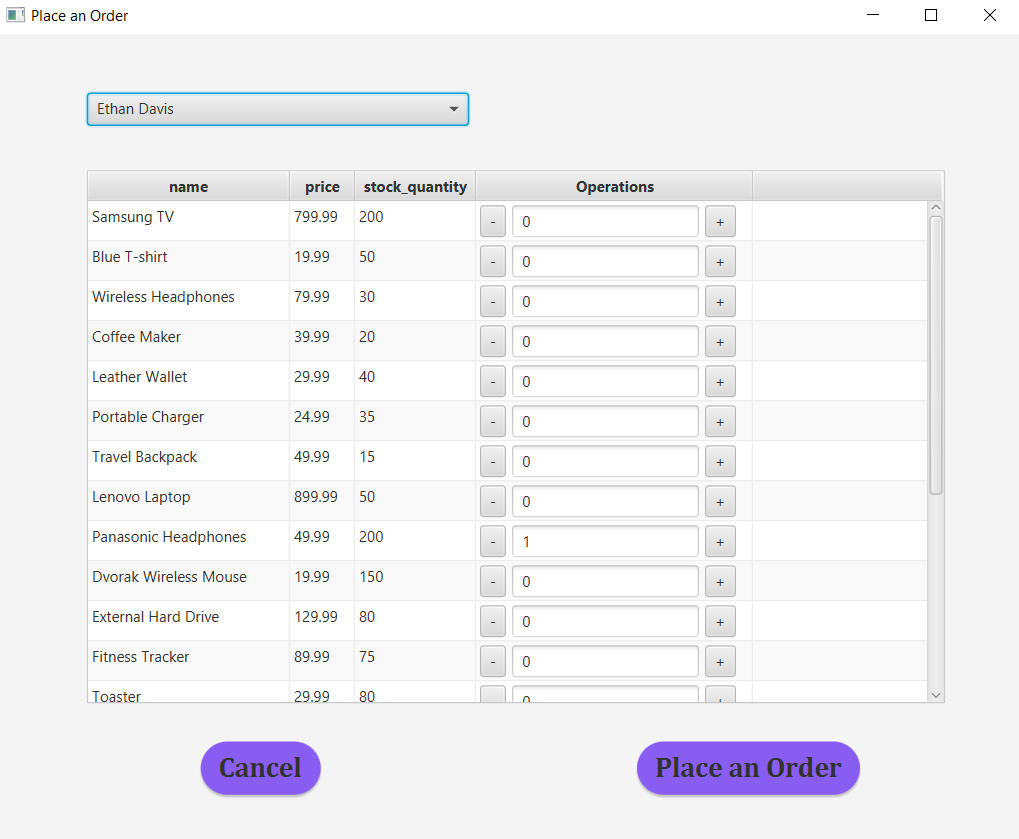 Place an Order
Ethan Davis
name price stock_quantity Operations
Samsung TV 799.99 200 - 0 +
Blue T-shirt 19.99 50 - 0 +
Wireless Headphones 79.99 30 - 0 +
Coffee Maker 39.99 20 - 0 +
Leather Wallet 29.99 40 - 0 +
Portable Charger 24.99 35 - 0 +
Travel Backpack 49.99 15 - 0 +
Lenovo Laptop 899.99 50 - 0 +
Panasonic Headphones 49.99 200 - 1 +
Dvorak Wireless Mouse 19.99 150 - 0 +
External Hard Drive 129.99 80 - 0 +
Fitness Tracker 89.99 75 - 0 +
Toaster 29.99 80 0
Cancel Place an Order